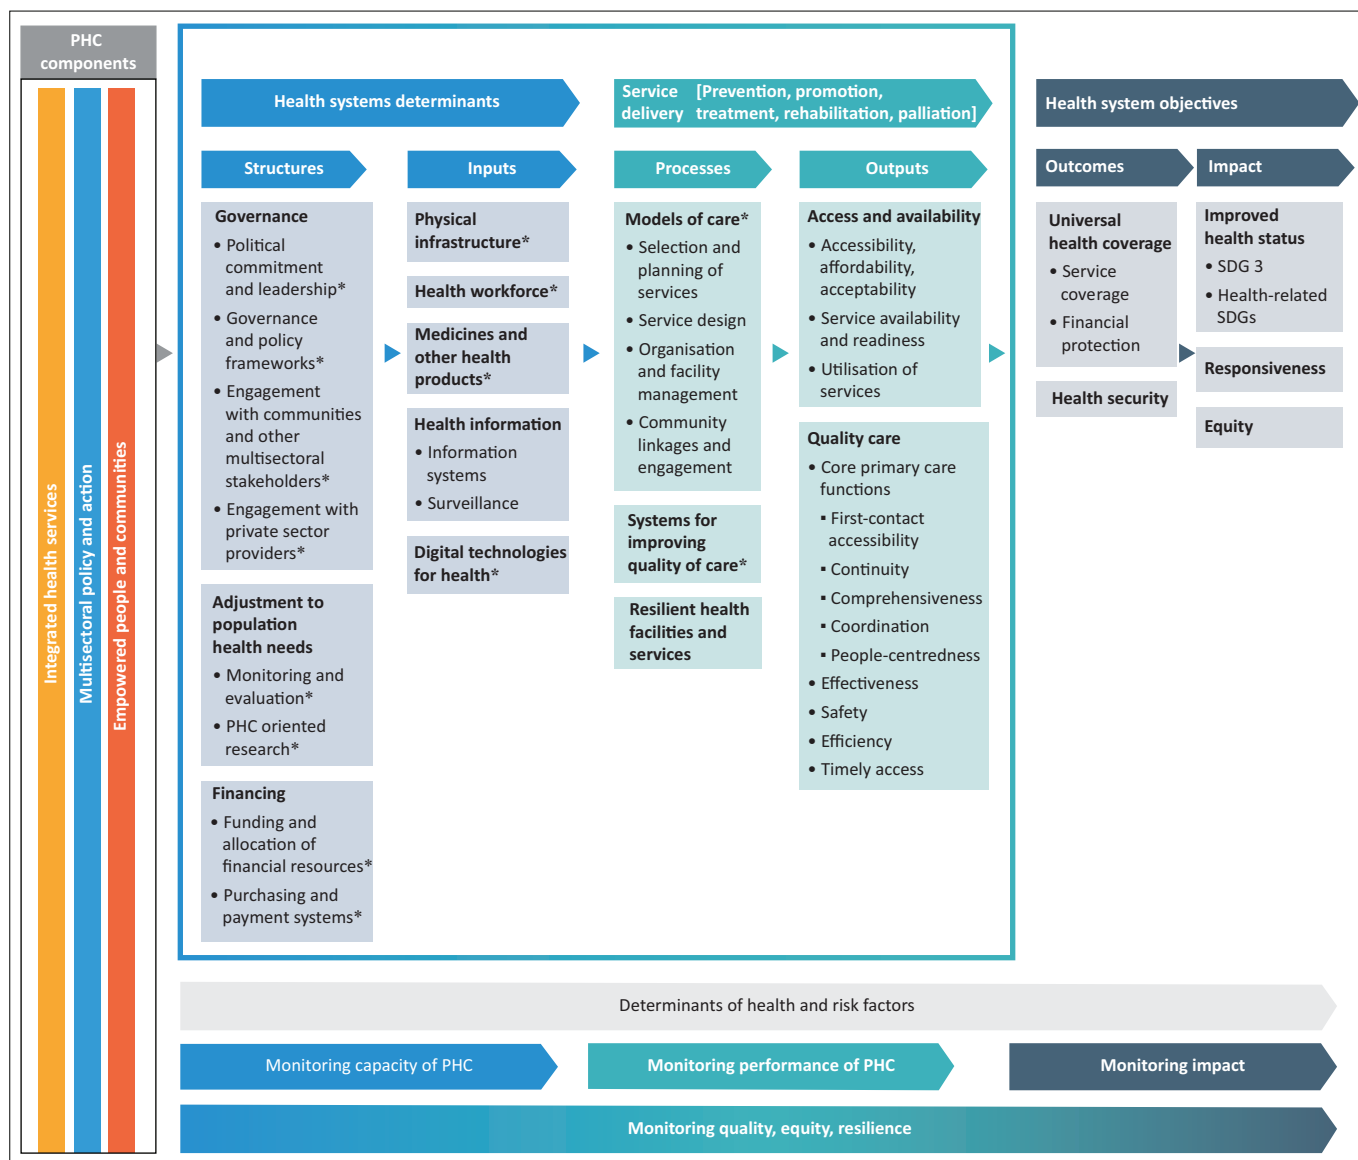 PHC
components
Integrated health services
Multisectoral policy and action
Empowered people and communities
Health systems determinants
Structures
Governance
• Political
commitment
and leadership*
• Governance
and policy
frameworks*
• Engagement
with communities
and other
multisectoral
stakeholders*
• Engagement with
private sector
providers*
Adjustment to
population
health needs
• Monitoring and
evaluation*
• PHC oriented
research*
Financing
• Funding and
allocation of
financial resources*
• Purchasing and
payment systems*
Inputs
Physical
infrastructure*
Health workforce*
Medicines and
other health
products*
Health information
• Information
systems
• Surveillance
Digital technologies
for health*
Service [Prevention, promotion,
delivery treatment, rehabilitation, palliation]
Processes
Models of care*
• Selection and
planning of
services
• Service design
• Organisation
and facility
management
• Community
linkages and
engagement
Systems for
improving
quality of care*
Resilient health
facilities and
services
Outputs
Access and availability
• Accessibility,
affordability,
acceptability
• Service availability
and readiness
• Utilisation of
services
Quality care
• Core primary care
functions
▪ First-contact
accessibility
▪ Continuity
▪ Comprehensiveness
▪ Coordination
▪ People-centredness
• Effectiveness
• Safety
• Efficiency
• Timely access
Health system objectives
Outcomes
Universal
health coverage
• Service
coverage
• Financial
protection
Health security
Impact
Improved
health status
• SDG 3
• Health-related
SDGs
Responsiveness
Equity
Determinants of health and risk factors
Monitoring capacity of PHC
Monitoring performance of PHC
Monitoring impact
Monitoring quality, equity, resilience